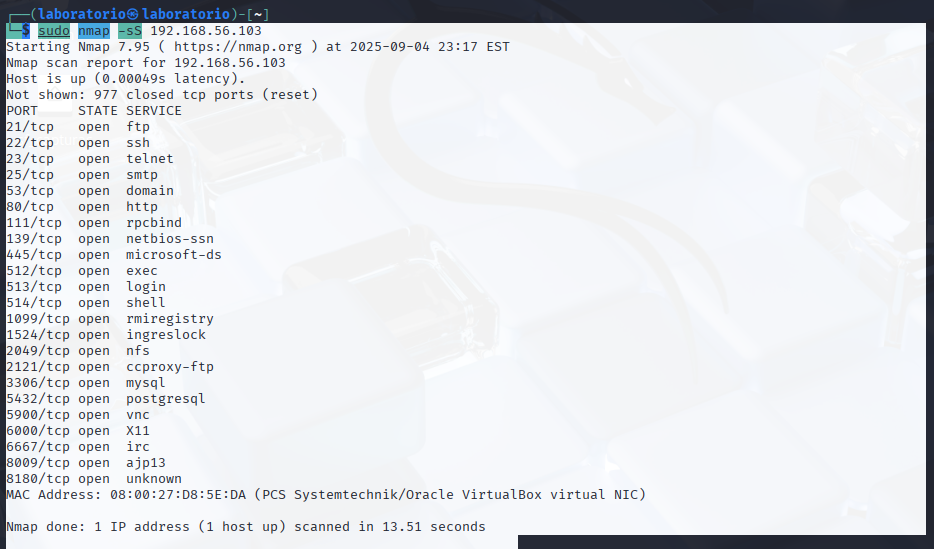 ┌──(laboratorio㉿laboratorio)-[~]
└─$ sudo nmap -sS 192.168.56.103
Starting Nmap 7.95 ( https://nmap.org ) at 2025-09-04 23:17 EST
Nmap scan report for 192.168.56.103
Host is up (0.00049s latency).
Not shown: 977 closed tcp ports (reset)
PORT     STATE SERVICE
21/tcp   open  ftp
22/tcp   open  ssh
23/tcp   open  telnet
25/tcp   open  smtp
53/tcp   open  domain
80/tcp   open  http
111/tcp  open  rpcbind
139/tcp  open  netbios-ssn
445/tcp  open  microsoft-ds
512/tcp  open  exec
513/tcp  open  login
514/tcp  open  shell
1099/tcp open  rmiregistry
1524/tcp open  ingreslock
2049/tcp open  nfs
2121/tcp open  ccproxy-ftp
3306/tcp open  mysql
5432/tcp open  postgresql
5900/tcp open  vnc
6000/tcp open  X11
6667/tcp open  irc
8009/tcp open  ajp13
8180/tcp open  unknown
MAC Address: 08:00:27:D8:5E:DA (PCS Systemtechnik/Oracle VirtualBox virtual NIC)
Nmap done: 1 IP address (1 host up) scanned in 13.51 seconds